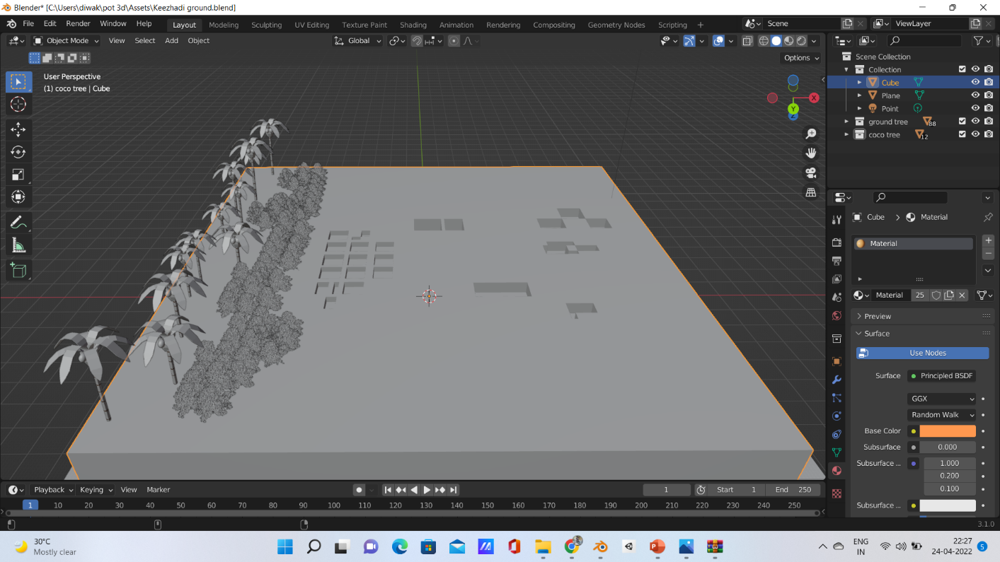 Blender* [C:\Users\diwak\pot 3d\Assets\Keezhadi ground.blend]
File Edit Render Window Help Layout Modeling Sculpting UV Editing Texture Paint Shading Animation Rendering Compositing Geometry Nodes Scripting + Scene ViewLayer
Object Mode View Select Add Object Global
Options
User Perspective
(1) coco tree | Cube
X
Y
Z
Scene Collection
Collection
Cube
Plane
Point
ground tree 88
coco tree 12
Cube > Material
Material
Material 25
Preview
Surface
Use Nodes
Surface Principled BSDF
GGX
Random Walk
Base Color
Subsurface 0.000
Subsurface ... 1.000
0.200
0.100
Subsurface ...
Playback Keying View Marker 1 Start 1 End 250
1 10 20 30 40 50 60 70 80 90 100 110 120 130 140 150 160 170 180 190 200 210 220 230 240 250
3.1.0
30°C
Mostly clear
ENG
IN
22:27
24-04-2022
5